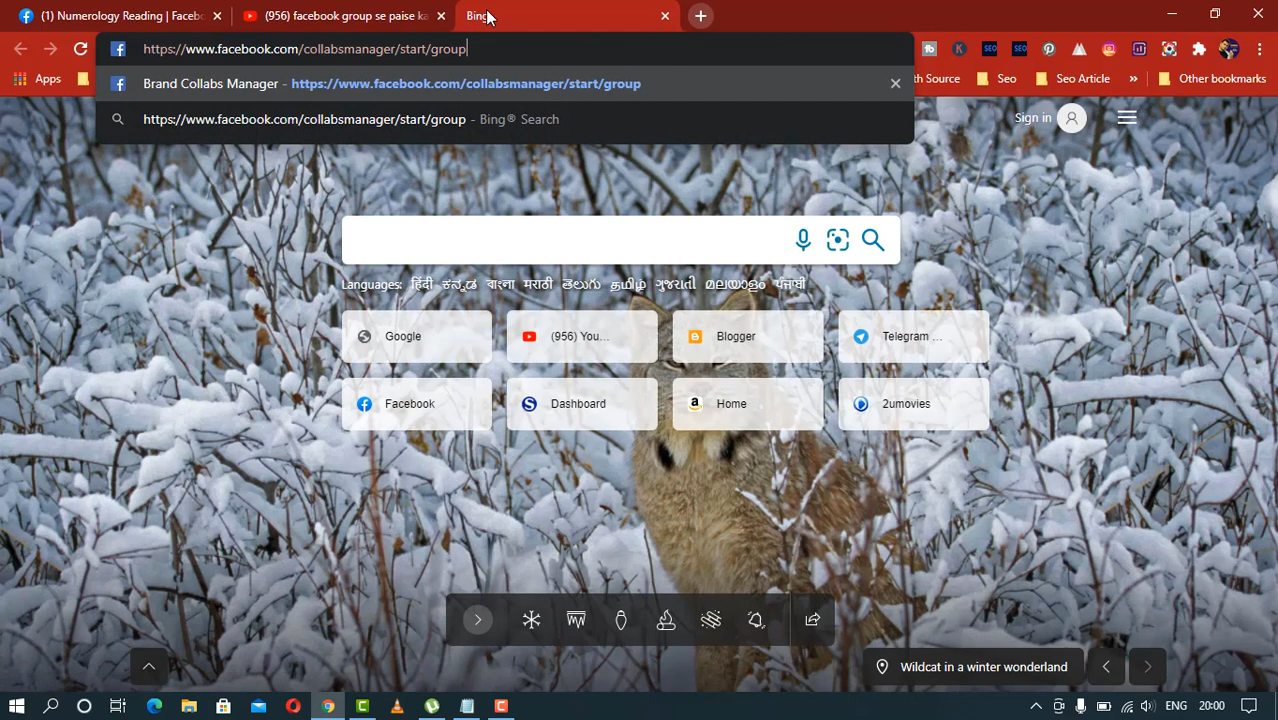 (1) Numerology Reading | Facebo
(956) facebook group se paise ka
Bing
https://www.facebook.com/collabsmanager/start/group
Brand Collabs Manager - https://www.facebook.com/collabsmanager/start/group
https://www.facebook.com/collabsmanager/start/group - Bing® Search
Apps
SEO
SEO
th Source
Seo
Seo Article
Other bookmarks
Sign in
Languages: हिंदी ಕನ್ನಡ বাংলা मराठी తెలుగు தமிழ் ગુજરાતી മലയാളം ਪੰਜਾਬੀ
Google
(956) You...
Blogger
Telegram ...
Facebook
Dashboard
Home
2umovies
Wildcat in a winter wonderland
ENG
20:00